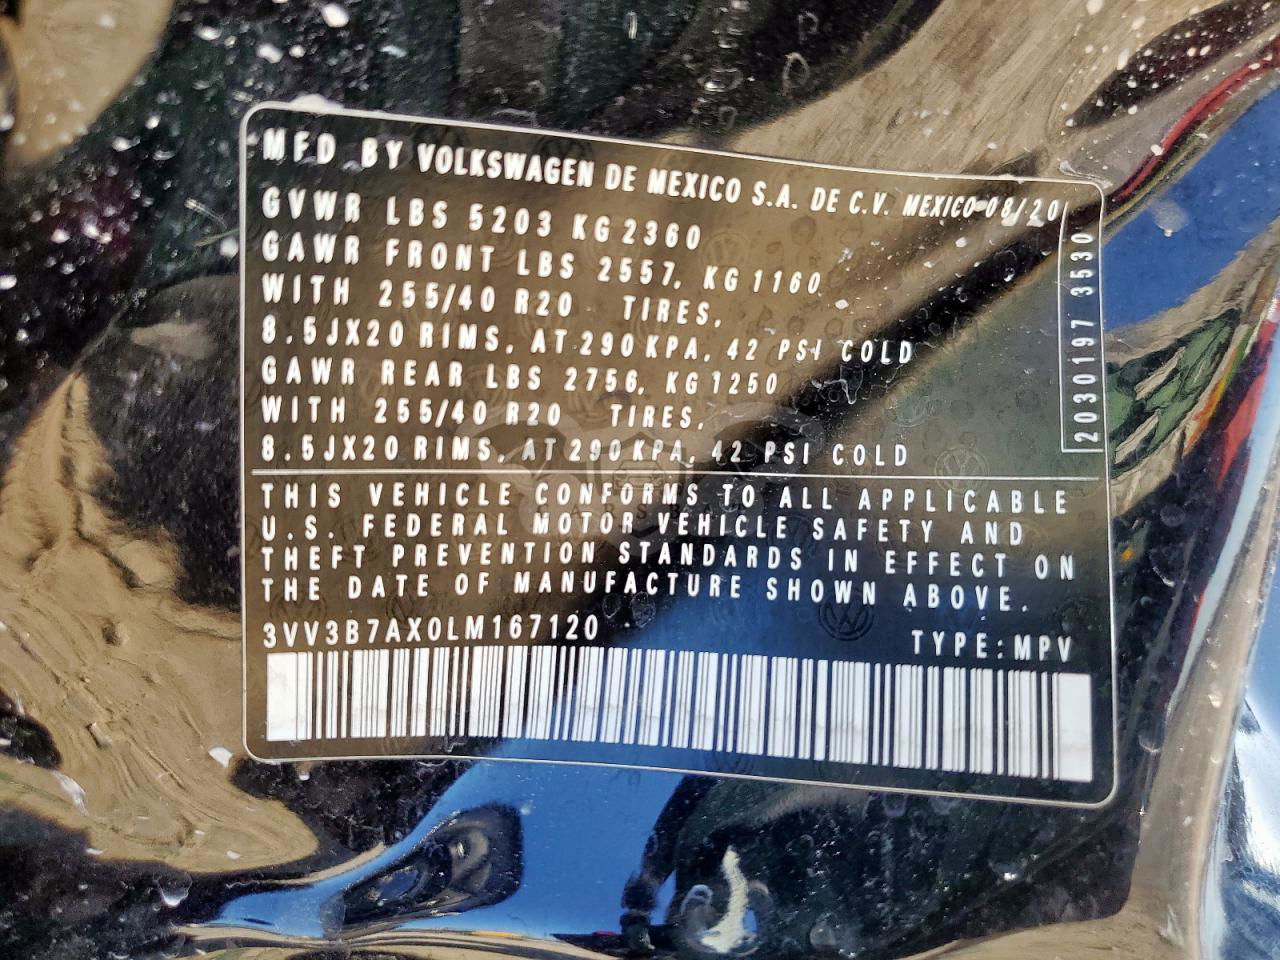 MFD BY VOLKSWAGEN DE MEXICO S.A. DE C.V. MEXICO 08/20
GVWR LBS 5203 KG 2360
GAWR FRONT LBS 2557, KG 1160
WITH 255/40 R20 TIRES,
8.5JX20 RIMS, AT 290 KPA, 42 PSI COLD
GAWR REAR LBS 2756, KG 1250
WITH 255/40 R20 TIRES,
8.5JX20 RIMS, AT 290 KPA, 42 PSI COLD
2030197 3530
THIS VEHICLE CONFORMS TO ALL APPLICABLE
U.S. FEDERAL MOTOR VEHICLE SAFETY AND
THEFT PREVENTION STANDARDS IN EFFECT ON
THE DATE OF MANUFACTURE SHOWN ABOVE.
3VV3B7AX0LM167120
TYPE:MPV